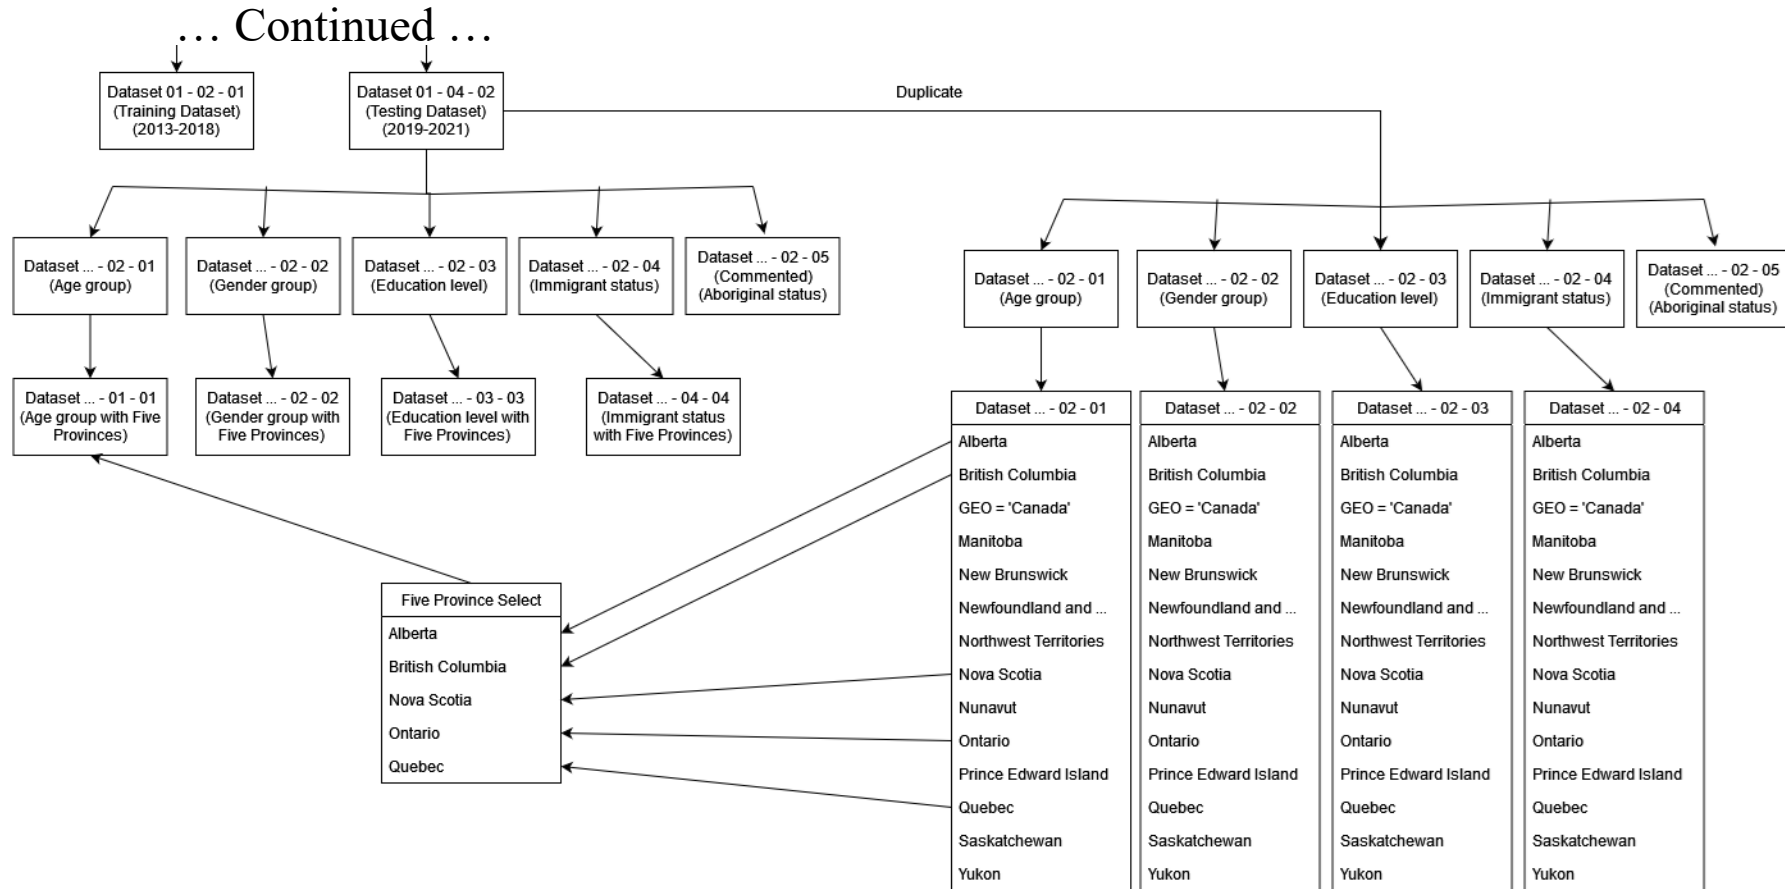 … Continued …
Dataset 01 - 02 - 01
(Training Dataset)
(2013-2018)
Dataset 01 - 04 - 02
(Testing Dataset)
(2019-2021)
Duplicate
Dataset ... - 02 - 01
(Age group)
Dataset ... - 02 - 02
(Gender group)
Dataset ... - 02 - 03
(Education level)
Dataset ... - 02 - 04
(Immigrant status)
Dataset ... - 02 - 05
(Commented)
(Aboriginal status)
Dataset ... - 02 - 01
(Age group)
Dataset ... - 02 - 02
(Gender group)
Dataset ... - 02 - 03
(Education level)
Dataset ... - 02 - 04
(Immigrant status)
Dataset ... - 02 - 05
(Commented)
(Aboriginal status)
Dataset ... - 01 - 01
(Age group with Five
Provinces)
Dataset ... - 02 - 02
(Gender group with
Five Provinces)
Dataset ... - 03 - 03
(Education level with
Five Provinces)
Dataset ... - 04 - 04
(Immigrant status
with Five Provinces)
Five Province Select
Alberta
British Columbia
Nova Scotia
Ontario
Quebec
Dataset ... - 02 - 01
Alberta
British Columbia
GEO = 'Canada'
Manitoba
New Brunswick
Newfoundland and ...
Northwest Territories
Nova Scotia
Nunavut
Ontario
Prince Edward Island
Quebec
Saskatchewan
Yukon
Dataset ... - 02 - 02
Alberta
British Columbia
GEO = 'Canada'
Manitoba
New Brunswick
Newfoundland and ...
Northwest Territories
Nova Scotia
Nunavut
Ontario
Prince Edward Island
Quebec
Saskatchewan
Yukon
Dataset ... - 02 - 03
Alberta
British Columbia
GEO = 'Canada'
Manitoba
New Brunswick
Newfoundland and ...
Northwest Territories
Nova Scotia
Nunavut
Ontario
Prince Edward Island
Quebec
Saskatchewan
Yukon
Dataset ... - 02 - 04
Alberta
British Columbia
GEO = 'Canada'
Manitoba
New Brunswick
Newfoundland and ...
Northwest Territories
Nova Scotia
Nunavut
Ontario
Prince Edward Island
Quebec
Saskatchewan
Yukon